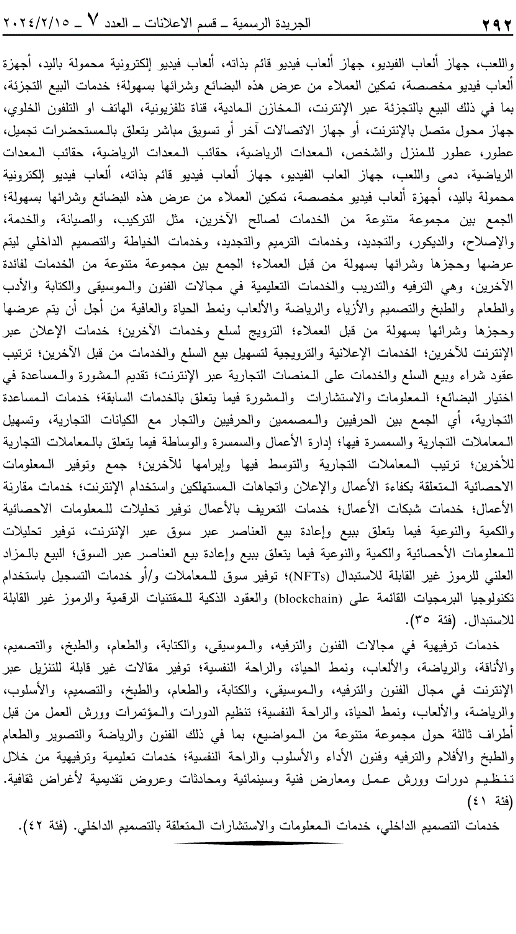 ٢٩٢ الجريدة الرسمية – قسم الاعلانات – العدد ٧ – ٢٠٢٤/٢/١٥
واللعب، جهاز ألعاب الفيديو، جهاز ألعاب فيديو قائم بذاته، ألعاب فيديو إلكترونية محمولة باليد، أجهزة
ألعاب فيديو مخصصة، تمكين العملاء من عرض هذه البضائع وشرائها بسهولة؛ خدمات البيع التجزئة،
بما في ذلك البيع بالتجزئة عبر الإنترنت، المخازن المادية، قناة تلفزيونية، الهاتف او التلفون الخلوي،
جهاز محول متصل بالإنترنت، أو جهاز الاتصالات آخر أو تسويق مباشر يتعلق بالمستحضرات تجميل،
عطور، عطور للمنزل والشخص، المعدات الرياضية، حقائب المعدات الرياضية، حقائب المعدات
الرياضية، دمى واللعب، جهاز العاب الفيديو، جهاز ألعاب فيديو قائم بذاته، ألعاب فيديو إلكترونية
محمولة باليد، أجهزة ألعاب فيديو مخصصة، تمكين العملاء من عرض هذه البضائع وشرائها بسهولة؛
الجمع بين مجموعة متنوعة من الخدمات لصالح الآخرين، مثل التركيب، والصيانة، والخدمة،
والإصلاح، والديكور، والتجديد، وخدمات الترميم والتجديد، وخدمات الخياطة والتصميم الداخلي ليتم
عرضها وحجزها وشرائها بسهولة من قبل العملاء؛ الجمع بين مجموعة متنوعة من الخدمات لفائدة
الآخرين، وهي الترفيه والتدريب والخدمات التعليمية في مجالات الفنون والموسيقى والكتابة والأدب
والطعام والطبخ والتصميم والأزياء والرياضة والألعاب ونمط الحياة والعافية من أجل أن يتم عرضها
وحجزها وشرائها بسهولة من قبل العملاء؛ الترويج لسلع وخدمات الآخرين؛ خدمات الإعلان عبر
الإنترنت للآخرين؛ الخدمات الإعلانية والترويجية لتسهيل بيع السلع والخدمات من قبل الآخرين؛ ترتيب
عقود شراء وبيع السلع والخدمات على المنصات التجارية عبر الإنترنت؛ تقديم المشورة والمساعدة في
اختيار البضائع؛ المعلومات والاستشارات والمشورة فيما يتعلق بالخدمات السابقة؛ خدمات المساعدة
التجارية، أي الجمع بين الحرفيين والمصممين والحرفيين والتجار مع الكيانات التجارية، وتسهيل
المعاملات التجارية والسمسرة فيها؛ إدارة الأعمال والسمسرة والوساطة فيما يتعلق بالمعاملات التجارية
للأخرين؛ ترتيب المعاملات التجارية والتوسط فيها وإبرامها للآخرين؛ جمع وتوفير المعلومات
الاحصائية المتعلقة بكفاءة الأعمال والإعلان واتجاهات المستهلكين واستخدام الإنترنت؛ خدمات مقارنة
الأعمال؛ خدمات شبكات الأعمال؛ خدمات التعريف بالأعمال توفير تحليلات للمعلومات الاحصائية
والكمية والنوعية فيما يتعلق ببيع وإعادة بيع العناصر عبر سوق عبر الإنترنت، توفير تحليلات
للمعلومات الأحصائية والكمية والنوعية فيما يتعلق ببيع وإعادة بيع العناصر عبر السوق؛ البيع بالمزاد
العلني للرموز غير القابلة للاستبدال (NFTs)؛ توفير سوق للمعاملات و/أو خدمات التسجيل باستخدام
تكنولوجيا البرمجيات القائمة على (blockchain) والعقود الذكية للمقتنيات الرقمية والرموز غير القابلة
للاستبدال. (فئة ٣٥).
خدمات ترفيهية في مجالات الفنون والترفيه، والموسيقى، والكتابة، والطعام، والطبخ، والتصميم،
والأناقة، والرياضة، والألعاب، ونمط الحياة، والراحة النفسية؛ توفير مقالات غير قابلة للتنزيل عبر
الإنترنت في مجال الفنون والترفيه، والموسيقى، والكتابة، والطعام، والطبخ، والتصميم، والأسلوب،
والرياضة، والألعاب، ونمط الحياة، والراحة النفسية؛ تنظيم الدورات والمؤتمرات وورش العمل من قبل
أطراف ثالثة حول مجموعة متنوعة من المواضيع، بما في ذلك الفنون والرياضة والتصوير والطعام
والطبخ والأفلام والترفيه وفنون الأداء والأسلوب والراحة النفسية؛ خدمات تعليمية وترفيهية من خلال
تنظيم دورات وورش عمل ومعارض فنية وسينمائية ومحادثات وعروض تقديمية لأغراض ثقافية.
(فئة ٤١)
خدمات التصميم الداخلي، خدمات المعلومات والاستشارات المتعلقة بالتصميم الداخلي. (فئة ٤٢).